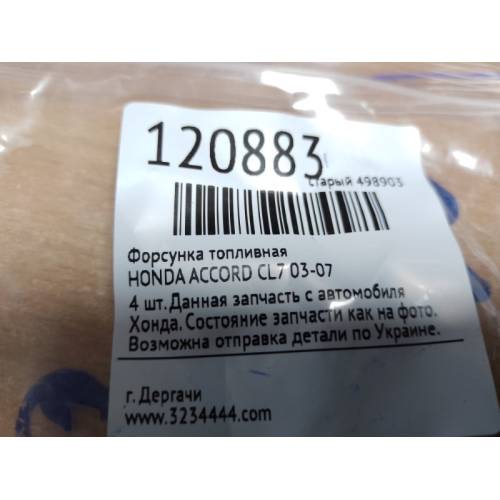 120883
старый 498903
Форсунка топливная
HONDA ACCORD CL7 03-07
4 шт. Данная запчасть с автомобиля
Хонда. Состояние запчасти как на фото.
Возможна отправка детали по Украине.
г. Дергачи
www.3234444.com